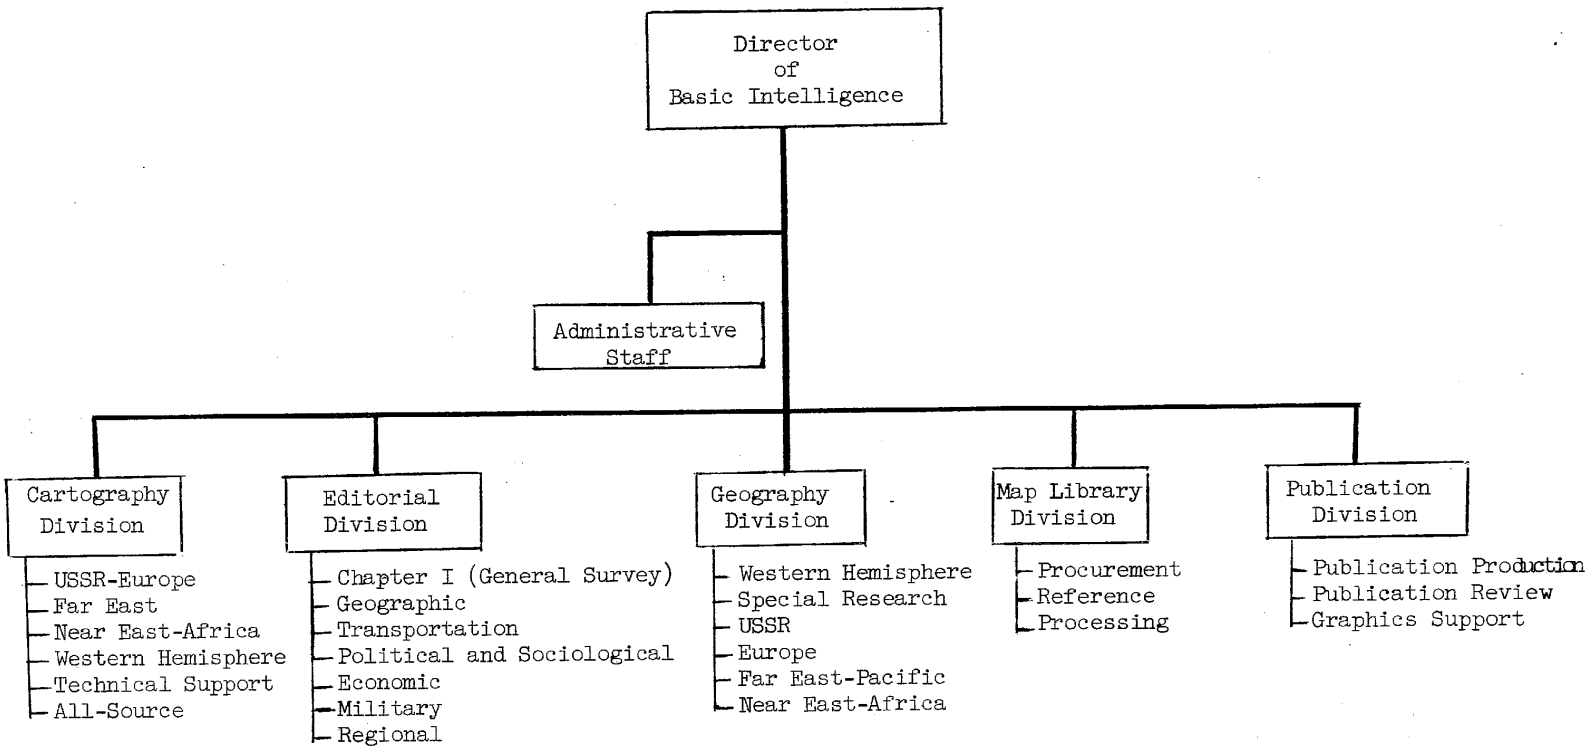 Director
of
Basic Intelligence
Administrative
Staff
Cartography
Division
USSR-Europe
Far East
Near East-Africa
Western Hemisphere
Technical Support
All-Source
Editorial
Division
Chapter I (General Survey)
Geographic
Transportation
Political and Sociological
Economic
Military
Regional
Geography
Division
Western Hemisphere
Special Research
USSR
Europe
Far East-Pacific
Near East-Africa
Map Library
Division
Procurement
Reference
Processing
Publication
Division
Publication Production
Publication Review
Graphics Support